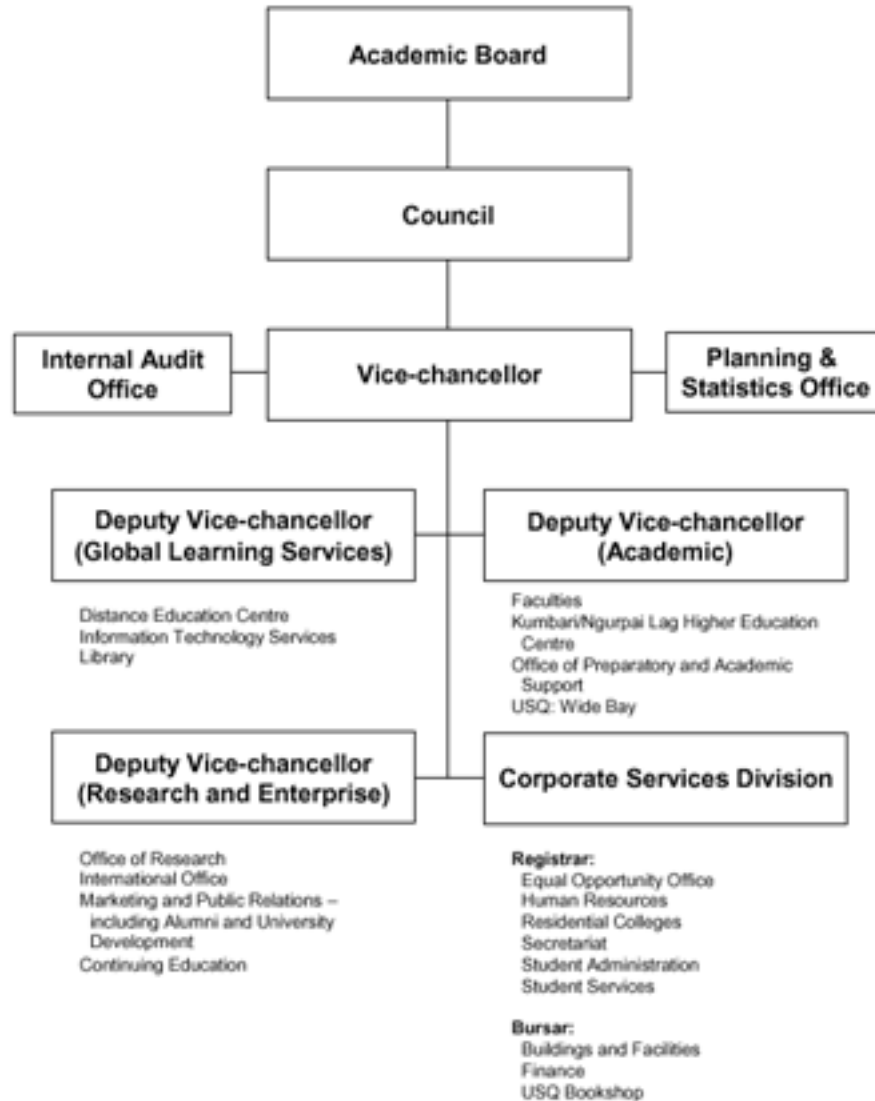 Academic Board
Council
Internal Audit
Office
Vice-chancellor
Planning &
Statistics Office
Deputy Vice-chancellor
(Global Learning Services)
Distance Education Centre
Information Technology Services
Library
Deputy Vice-chancellor
(Academic)
Faculties
Kumbari/Ngurpai Lag Higher Education
Centre
Office of Preparatory and Academic
Support
USQ: Wide Bay
Deputy Vice-chancellor
(Research and Enterprise)
Office of Research
International Office
Marketing and Public Relations –
including Alumni and University
Development
Continuing Education
Corporate Services Division
Registrar:
Equal Opportunity Office
Human Resources
Residential Colleges
Secretariat
Student Administration
Student Services
Bursar:
Buildings and Facilities
Finance
USQ Bookshop